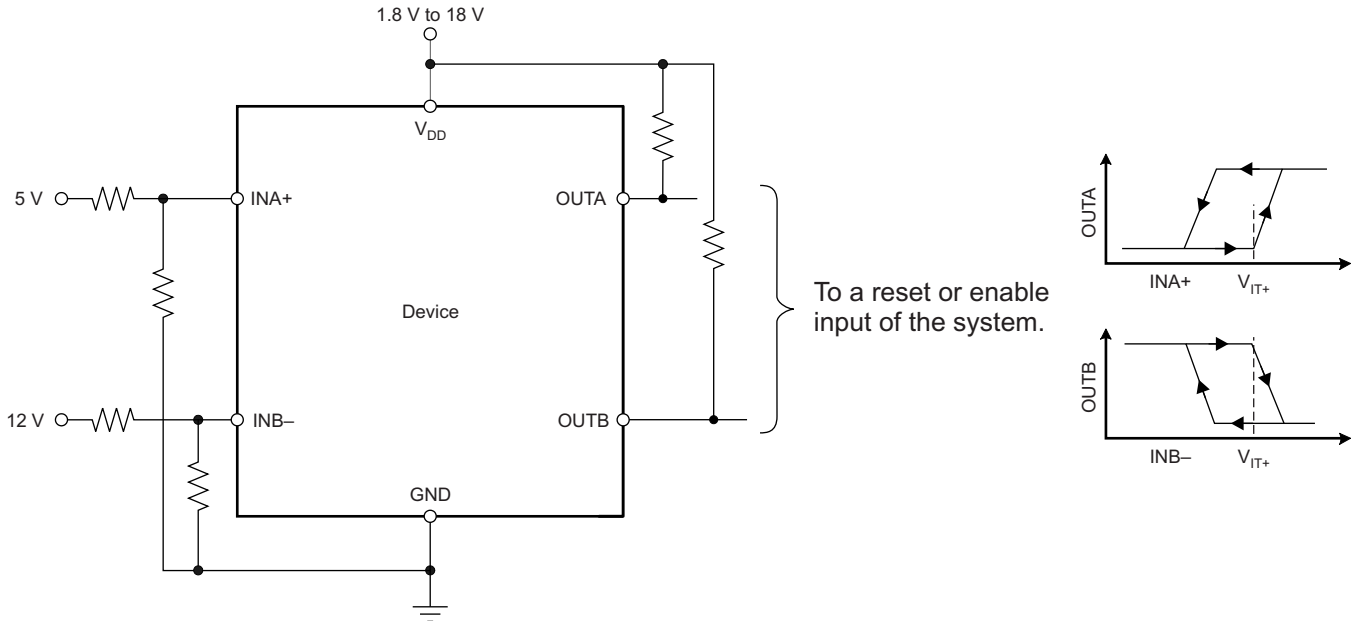 1.8 V to 18 V
V_DD
5 V
INA+
OUTA
Device
To a reset or enable
input of the system.
12 V
INB–
OUTB
GND
OUTA
INA+
V_IT+
OUTB
INB–
V_IT+